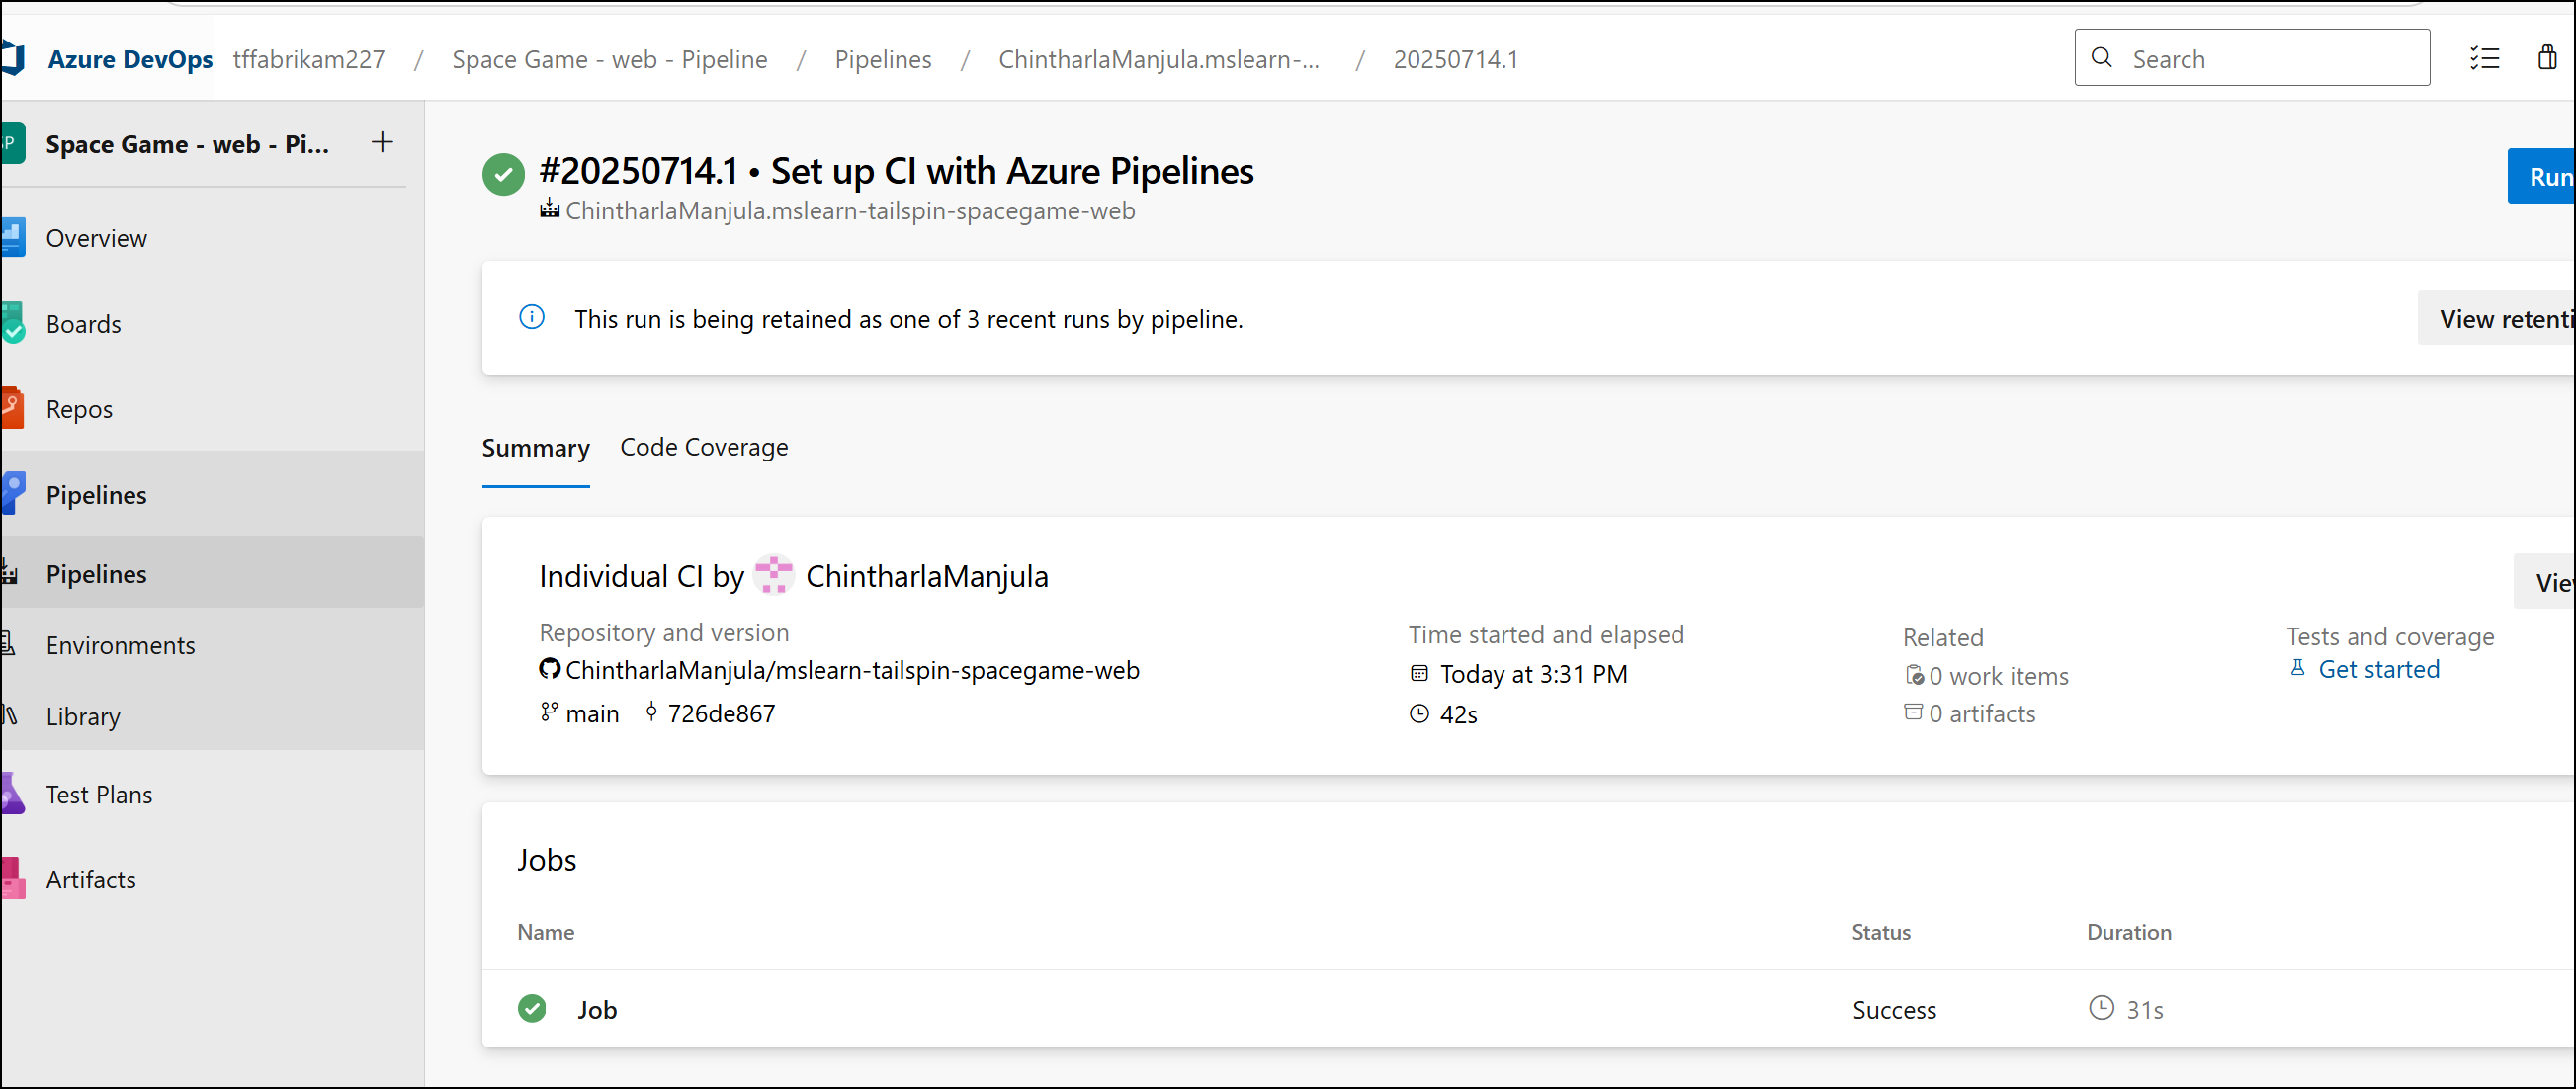 Azure DevOps tffabrikam227 / Space Game - web - Pipeline / Pipelines / ChintharlaManjula.mslearn-... / 20250714.1 Search
Space Game - web - Pi... +
Overview
Boards
Repos
Pipelines
Pipelines
Environments
Library
Test Plans
Artifacts
#20250714.1 • Set up CI with Azure Pipelines
Run
ChintharlaManjula.mslearn-tailspin-spacegame-web
This run is being retained as one of 3 recent runs by pipeline.
View retenti
Summary Code Coverage
Individual CI by ChintharlaManjula
Vie
Repository and version
ChintharlaManjula/mslearn-tailspin-spacegame-web
main 726de867
Time started and elapsed
Today at 3:31 PM
42s
Related
0 work items
0 artifacts
Tests and coverage
Get started
Jobs
Name Status Duration
Job Success 31s